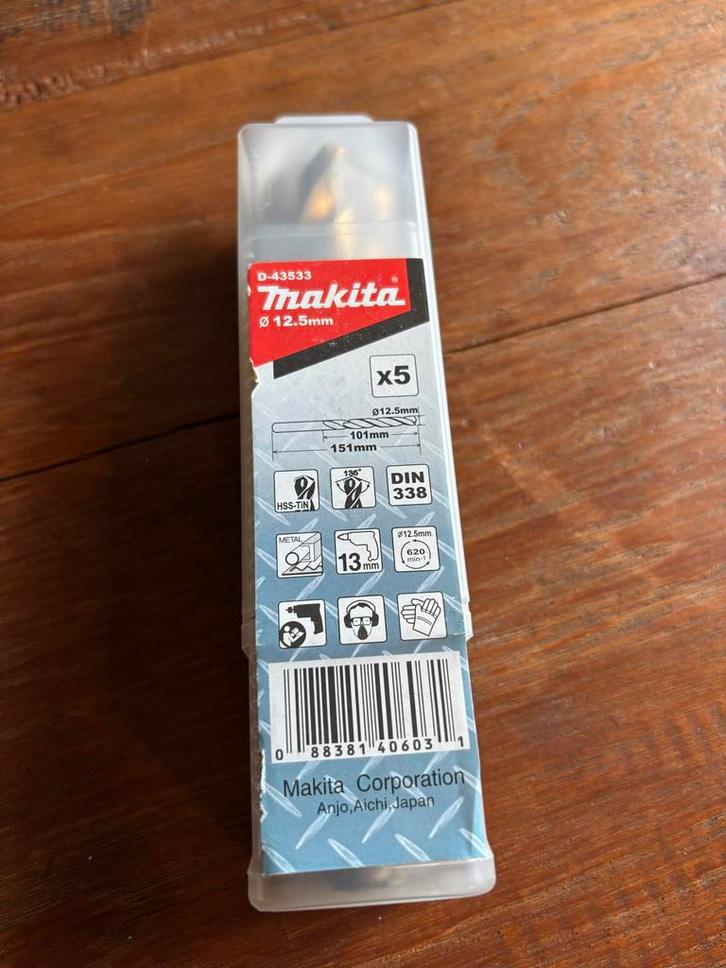 D-43533
makita
Ø 12.5mm
x5
Ø12.5mm
101mm
151mm
HSS-TiN
135°
DIN
338
METAL
13mm
Ø12.5mm
620
min-1
0 88381 40603 1
Makita Corporation
Anjo,Aichi,Japan